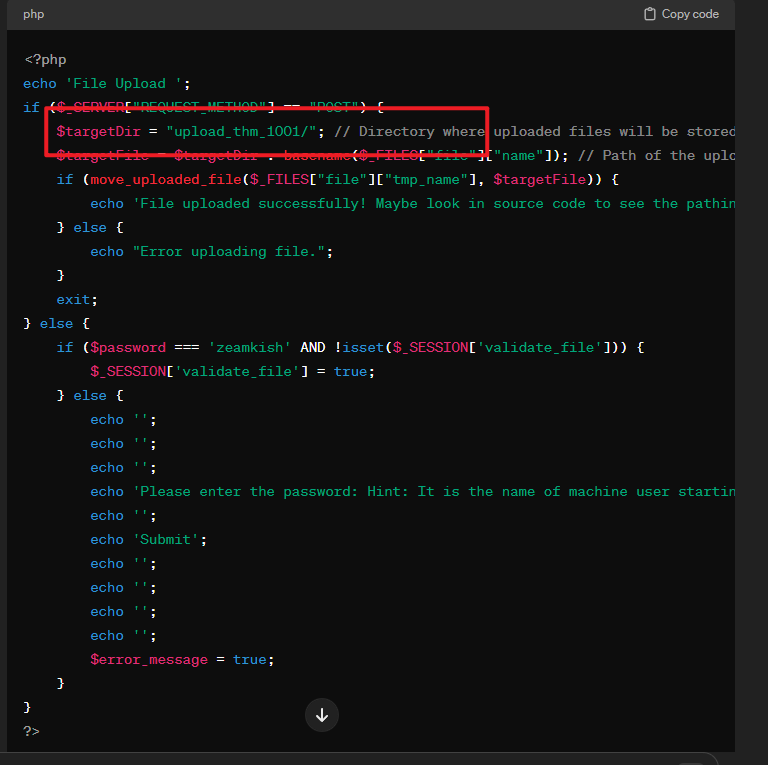 php
Copy code
<?php
echo 'File Upload ';
if ($_SERVER["REQUEST_METHOD"] == "POST") {
$targetDir = "upload_thm_1001/"; // Directory where uploaded files will be stored
$targetFile = $targetDir . basename($_FILES["file"]["name"]); // Path of the uplo
if (move_uploaded_file($_FILES["file"]["tmp_name"], $targetFile)) {
echo 'File uploaded successfully! Maybe look in source code to see the pathin
} else {
echo "Error uploading file.";
}
exit;
} else {
if ($password === 'zeamkish' AND !isset($_SESSION['validate_file'])) {
$_SESSION['validate_file'] = true;
} else {
echo '';
echo '';
echo '';
echo 'Please enter the password: Hint: It is the name of machine user startin
echo '';
echo 'Submit';
echo '';
echo '';
echo '';
echo '';
$error_message = true;
}
}
?>